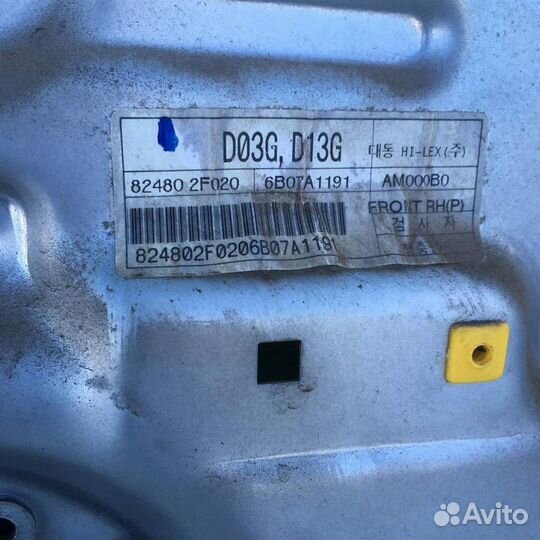 D03G, D13G 대동 HI-LEX(주)
82480 2F020 6B07A1191 AM000B0
FRONT RH(P)
검 사 자
824802F0206B07A1191
Avito